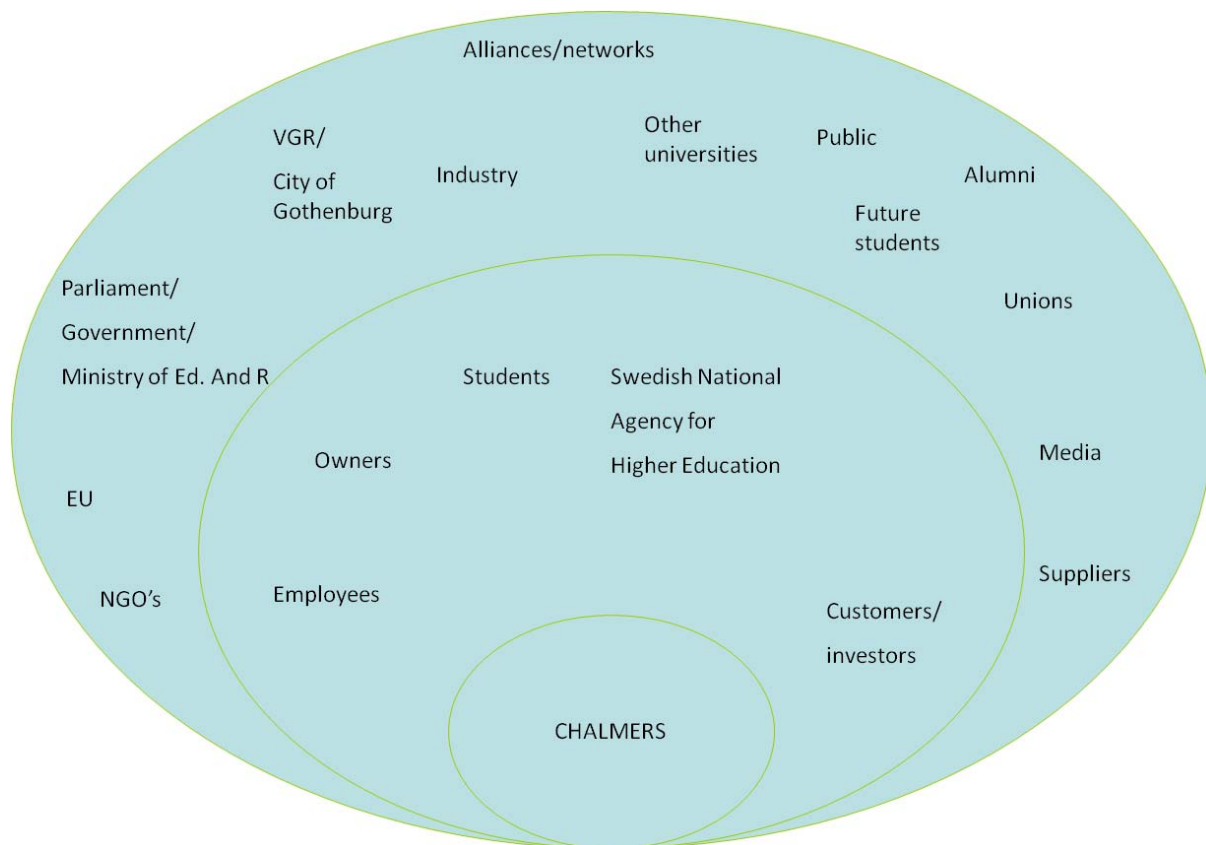 Alliances/networks
VGR/
City of
Gothenburg
Industry
Other
universities
Public
Alumni
Future
students
Parliament/
Government/
Ministry of Ed. And R
Unions
Students
Swedish National
Agency for
Higher Education
Owners
Media
EU
NGO's
Employees
Suppliers
Customers/
investors
CHALMERS